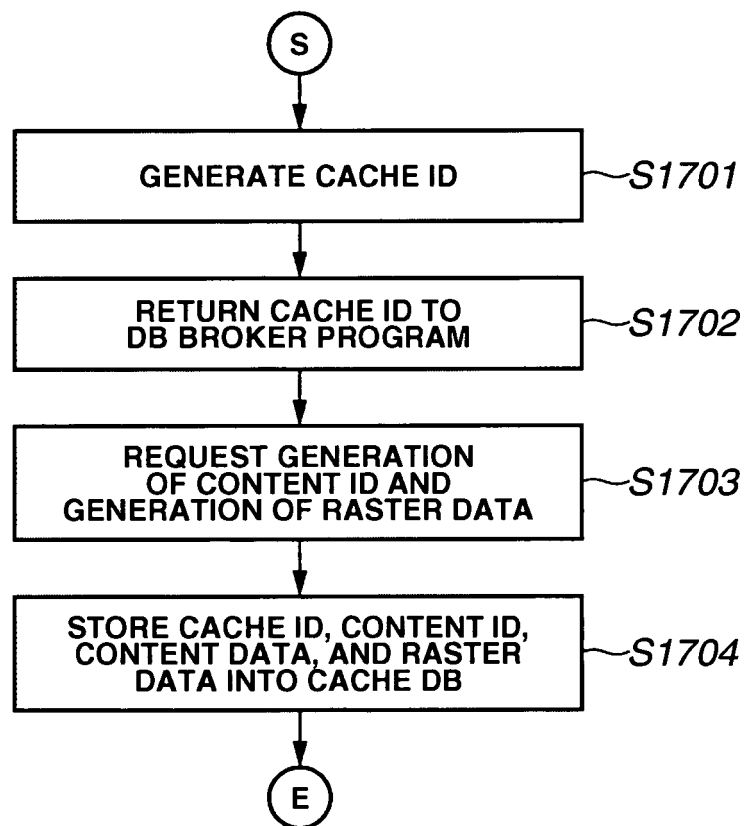 S
GENERATE CACHE ID
S1701
RETURN CACHE ID TO
DB BROKER PROGRAM
S1702
REQUEST GENERATION
OF CONTENT ID AND
GENERATION OF RASTER DATA
S1703
STORE CACHE ID, CONTENT ID,
CONTENT DATA, AND RASTER
DATA INTO CACHE DB
S1704
E